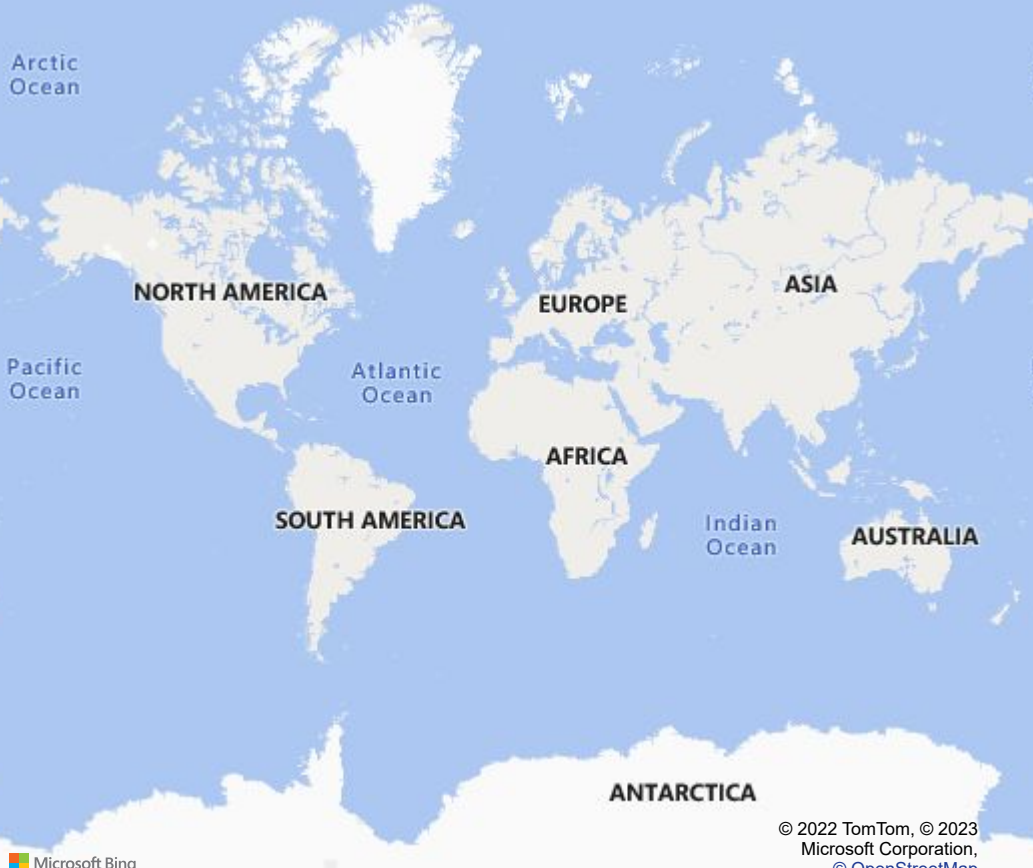 Arctic
Ocean
NORTH AMERICA
EUROPE
ASIA
Pacific
Ocean
Atlantic
Ocean
AFRICA
SOUTH AMERICA
Indian
Ocean
AUSTRALIA
ANTARCTICA
© 2022 TomTom, © 2023
Microsoft Corporation,
© OpenStreetMap
Microsoft Bing